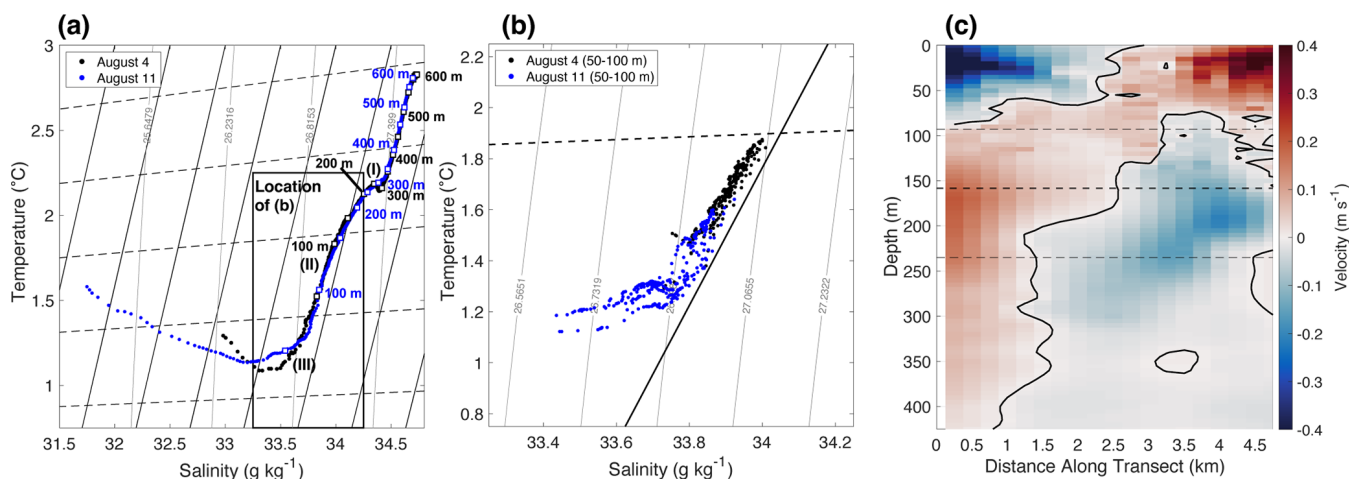 (a)
3
2.5
2
1.5
1
31.5
32
32.5
33
33.5
34
34.5
Temperature (°C)
Salinity (g kg⁻¹)
August 4
August 11
25.6479
26.2316
26.8153
27.399
600 m
600 m
500 m
500 m
400 m
400 m
200 m
(I)
300 m
300 m
Location
of (b)
200 m
100 m
(II)
100 m
(III)
(b)
2.2
2
1.8
1.6
1.4
1.2
1
0.8
33.4
33.6
33.8
34
34.2
Temperature (°C)
Salinity (g kg⁻¹)
August 4 (50-100 m)
August 11 (50-100 m)
26.5651
26.7319
27.0655
27.2322
(c)
0
50
100
150
200
250
300
350
400
Depth (m)
0
0.5
1
1.5
2
2.5
3
3.5
4
4.5
Distance Along Transect (km)
0.4
0.3
0.2
0.1
0
-0.1
-0.2
-0.3
-0.4
Velocity (m s⁻¹)